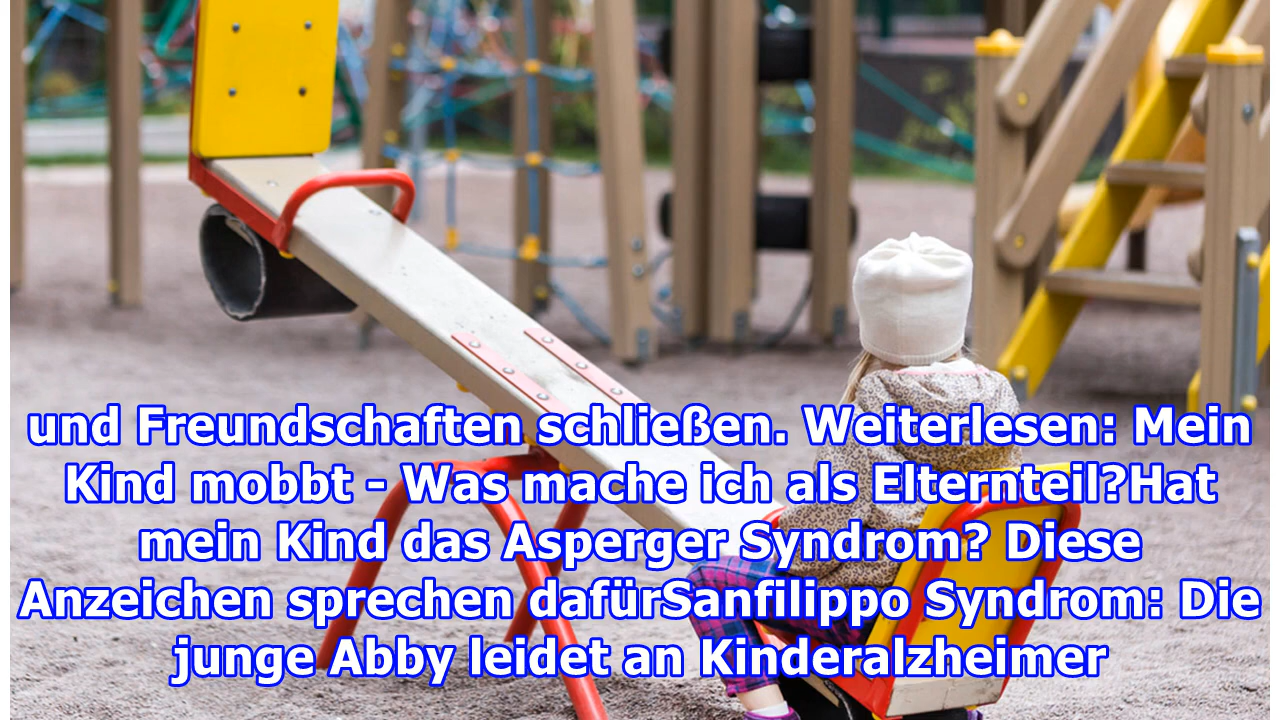 und Freundschaften schließen. Weiterlesen: Mein
Kind mobbt - Was mache ich als Elternteil?Hat
mein Kind das Asperger Syndrom? Diese
Anzeichen sprechen dafürSanfilippo Syndrom: Die
junge Abby leidet an Kinderalzheimer